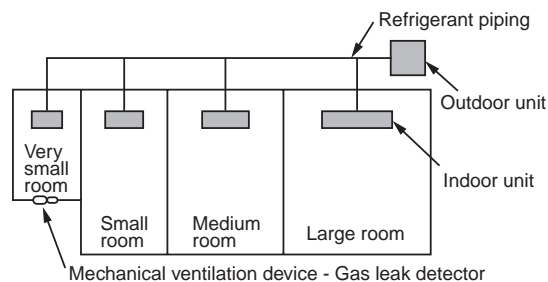 Refrigerant piping
Outdoor unit
Very
small
room
Indoor unit
Small
room
Medium
room
Large room
Mechanical ventilation device - Gas leak detector